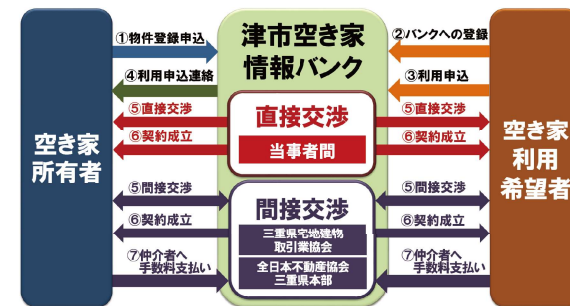 空き家
所有者
①物件登録申込
④利用申込連絡
⑤直接交渉
⑥契約成立
⑤間接交渉
⑥契約成立
⑦仲介者へ
手数料支払い
津市空き家
情報バンク
直接交渉
当事者間
間接交渉
三重県宅地建物
取引業協会
全日本不動産協会
三重県本部
②バンクへの登録
③利用申込
⑤直接交渉
⑥契約成立
⑤間接交渉
⑥契約成立
⑦仲介者へ
手数料支払い
空き家
利用
希望者